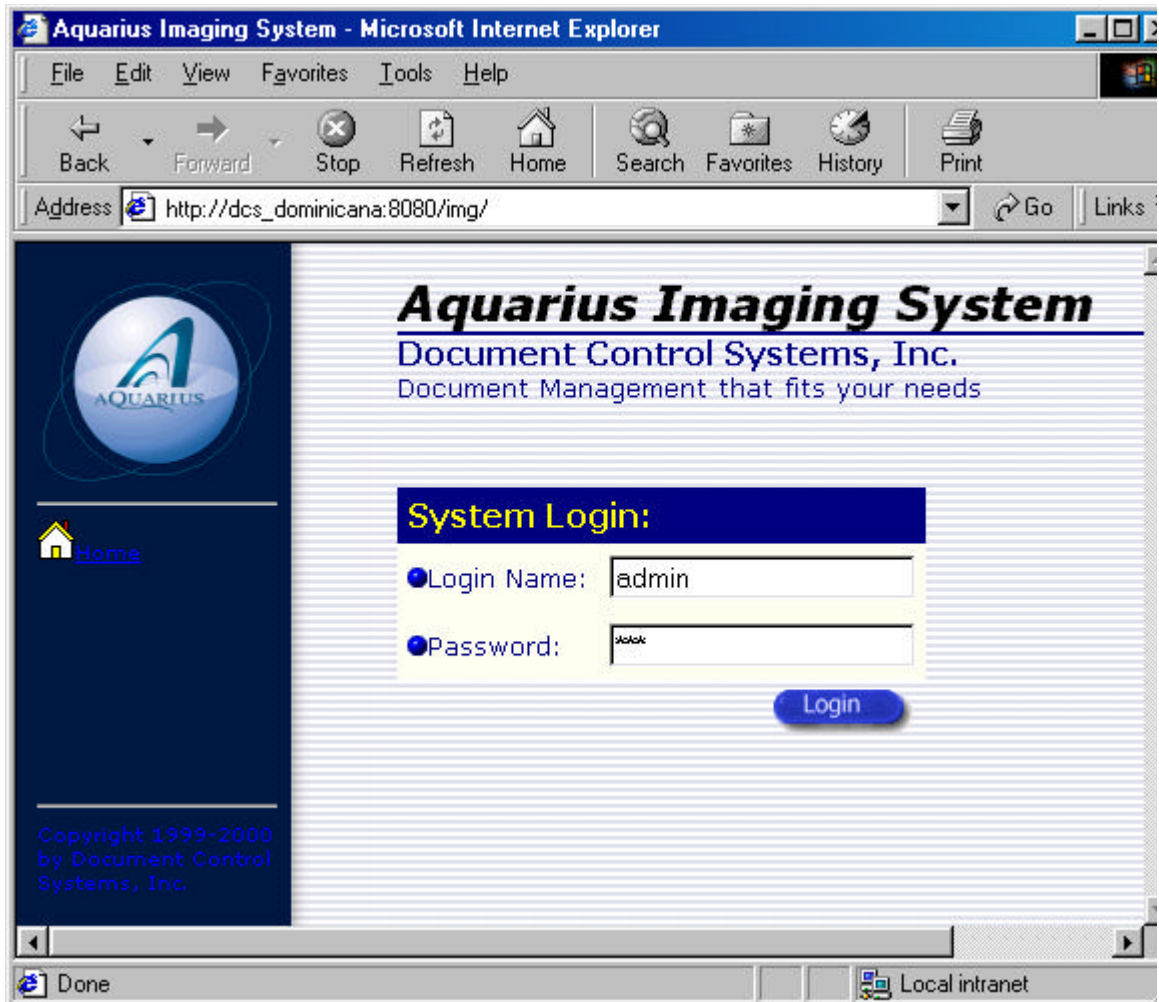 Aquarius Imaging System - Microsoft Internet Explorer
File Edit View Favorites Tools Help
Back Forward Stop Refresh Home Search Favorites History Print
Address http://dcs_dominicana:8080/img/ Go Links
AQUARIUS
Home
Copyright 1999-2000
by Document Control
Systems, Inc.
Aquarius Imaging System
Document Control Systems, Inc.
Document Management that fits your needs
System Login:
Login Name: admin
Password: ****
Login
Done Local intranet